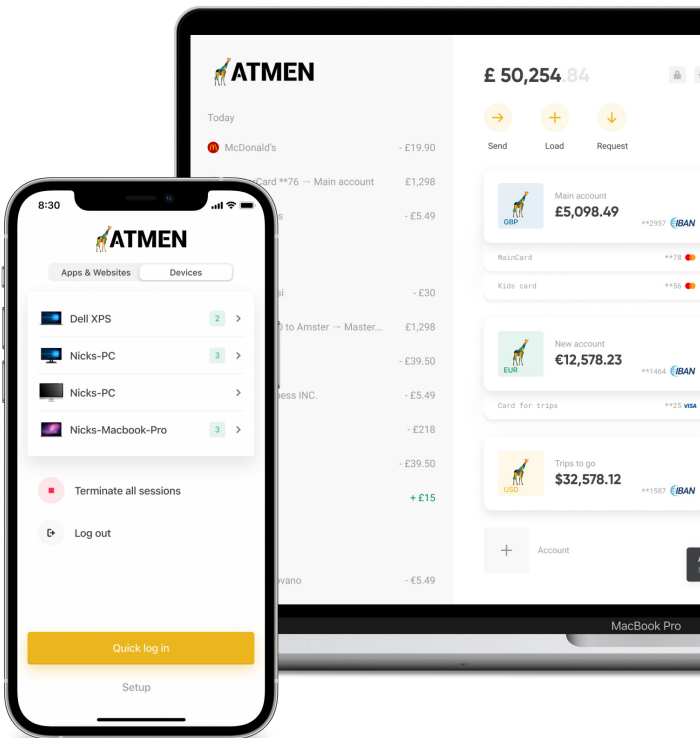 ATMEN
Today
McDonald's - £19.90
Card **76 → Main account £1,298
- £5.49
- £30
to Amster → Master... £1,298
- £39.50
INC. - £5.49
- £218
- £39.50
+ £15
- €5.49
£ 50,254.84
Send Load Request
Main account
£5,098.49
GBP
**2957 IBAN
MainCard **78
Kids card **56
New account
€12,578.23
EUR
**1464 IBAN
Card for trips **25 VISA
Trips to go
$32,578.12
USD
**1587 IBAN
+ Account
MacBook Pro
8:30
ATMEN
Apps & Websites Devices
Dell XPS 2
Nicks-PC 3
Nicks-PC
Nicks-Macbook-Pro 3
Terminate all sessions
Log out
Quick log in
Setup